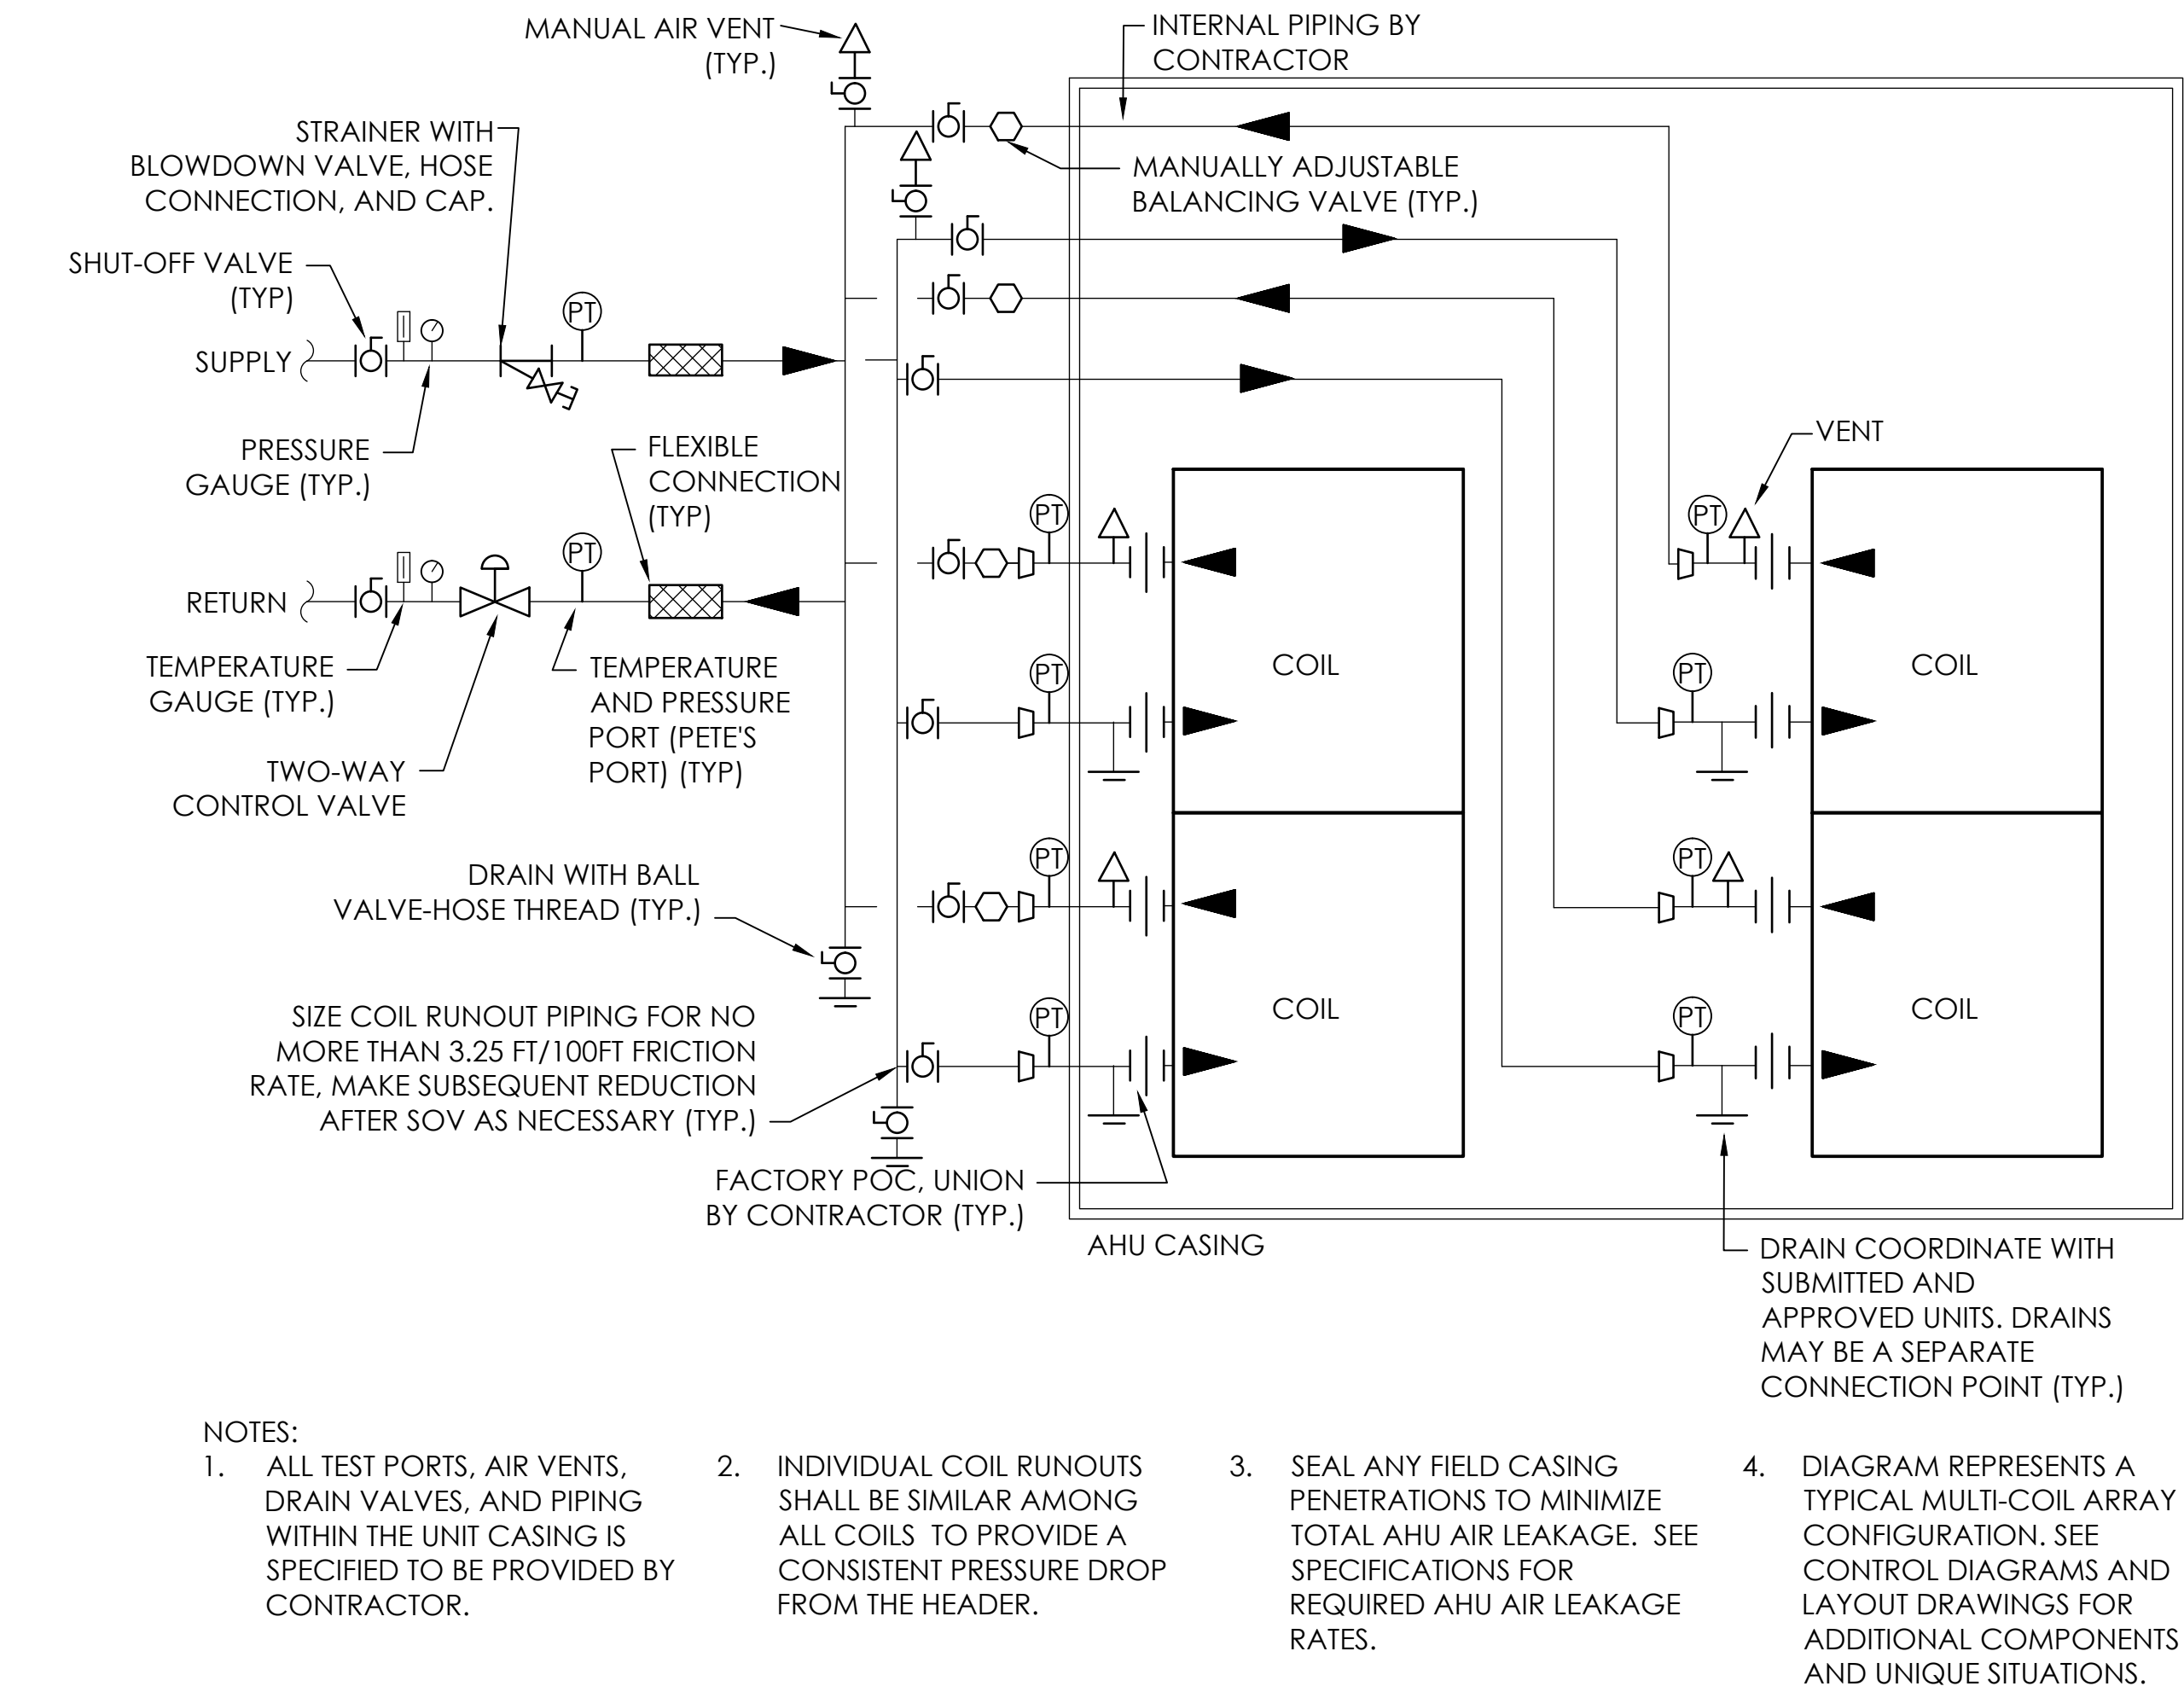 MANUAL AIR VENT
(TYP.)
INTERNAL PIPING BY
CONTRACTOR
STRAINER WITH
BLOWDOWN VALVE, HOSE
CONNECTION, AND CAP.
MANUALLY ADJUSTABLE
BALANCING VALVE (TYP.)
SHUT-OFF VALVE
(TYP)
PT
SUPPLY
PRESSURE
GAUGE (TYP.)
FLEXIBLE
CONNECTION
(TYP)
VENT
PT
PT
PT
RETURN
TEMPERATURE
GAUGE (TYP.)
TEMPERATURE
AND PRESSURE
PORT (PETE'S
PORT) (TYP)
PT
COIL
PT
COIL
TWO-WAY
CONTROL VALVE
DRAIN WITH BALL
VALVE-HOSE THREAD (TYP.)
PT
PT
SIZE COIL RUNOUT PIPING FOR NO
MORE THAN 3.25 FT/100FT FRICTION
RATE, MAKE SUBSEQUENT REDUCTION
AFTER SOV AS NECESSARY (TYP.)
PT
COIL
PT
COIL
FACTORY POC, UNION
BY CONTRACTOR (TYP.)
AHU CASING
DRAIN COORDINATE WITH
SUBMITTED AND
APPROVED UNITS. DRAINS
MAY BE A SEPARATE
CONNECTION POINT (TYP.)
NOTES:
1. ALL TEST PORTS, AIR VENTS,
DRAIN VALVES, AND PIPING
WITHIN THE UNIT CASING IS
SPECIFIED TO BE PROVIDED BY
CONTRACTOR.
2. INDIVIDUAL COIL RUNOUTS
SHALL BE SIMILAR AMONG
ALL COILS TO PROVIDE A
CONSISTENT PRESSURE DROP
FROM THE HEADER.
3. SEAL ANY FIELD CASING
PENETRATIONS TO MINIMIZE
TOTAL AHU AIR LEAKAGE. SEE
SPECIFICATIONS FOR
REQUIRED AHU AIR LEAKAGE
RATES.
4. DIAGRAM REPRESENTS A
TYPICAL MULTI-COIL ARRAY
CONFIGURATION. SEE
CONTROL DIAGRAMS AND
LAYOUT DRAWINGS FOR
ADDITIONAL COMPONENTS
AND UNIQUE SITUATIONS.